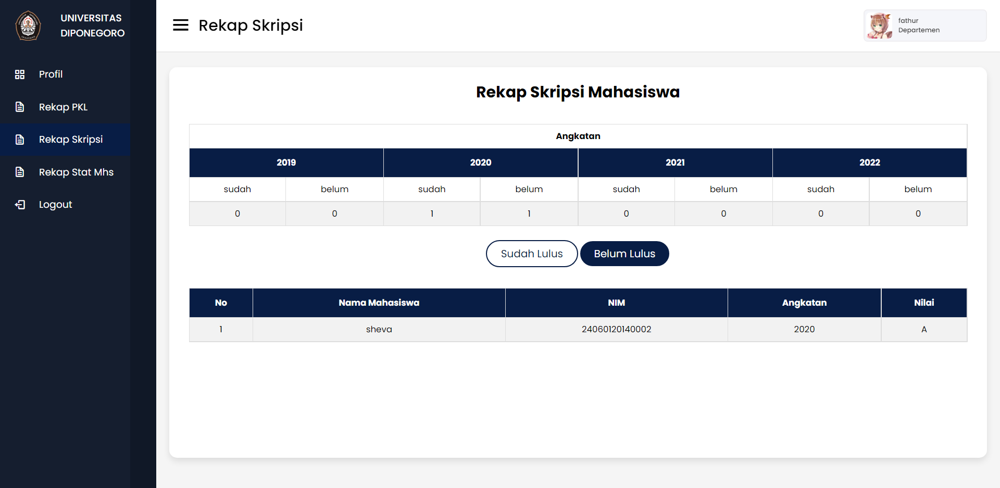 UNIVERSITAS
DIPONEGORO
Profil
Rekap PKL
Rekap Skripsi
Rekap Stat Mhs
Logout
Rekap Skripsi
fathur
Departemen
Rekap Skripsi Mahasiswa
Angkatan
2019 2020 2021 2022
sudah belum sudah belum sudah belum sudah belum
0 0 1 1 0 0 0 0
Sudah Lulus Belum Lulus
No Nama Mahasiswa NIM Angkatan Nilai
1 sheva 24060120140002 2020 A